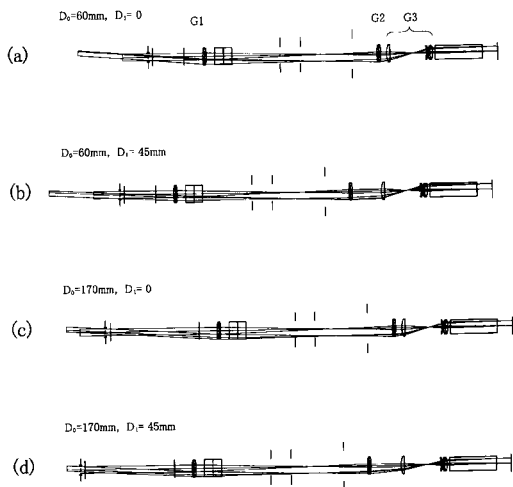 D₀=60mm, D₁= 0
G1
G2
G3
(a)
D₀=60mm, D₁= 45mm
(b)
D₀=170mm, D₁= 0
(c)
D₀=170mm, D₁= 45mm
(d)